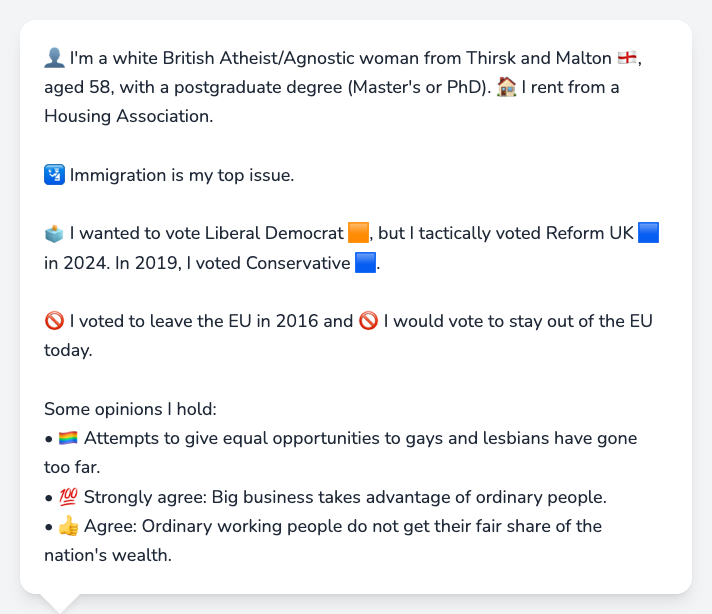 👤 I'm a white British Atheist/Agnostic woman from Thirsk and Malton 🏴󠁧󠁢󠁥󠁮󠁧󠁿,
aged 58, with a postgraduate degree (Master's or PhD). 🏠 I rent from a
Housing Association.
🛂 Immigration is my top issue.
🗳️ I wanted to vote Liberal Democrat 🟧, but I tactically voted Reform UK 🟦
in 2024. In 2019, I voted Conservative 🟦.
🚫 I voted to leave the EU in 2016 and 🚫 I would vote to stay out of the EU
today.
Some opinions I hold:
• 🏳️‍🌈 Attempts to give equal opportunities to gays and lesbians have gone
too far.
• 💯 Strongly agree: Big business takes advantage of ordinary people.
• 👍 Agree: Ordinary working people do not get their fair share of the
nation's wealth.